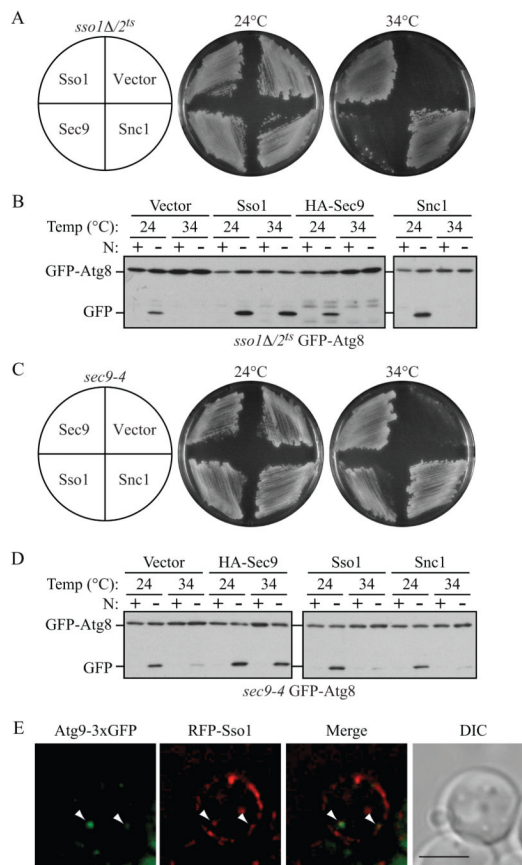 A
sso1Δ/2ts
24°C
34°C
Sso1
Vector
Sec9
Snc1
B
Vector
Sso1
HA-Sec9
Snc1
Temp (°C): 24 34 24 34 24 34 24 34
N: + - + - + - + - + - + - + - + -
GFP-Atg8
GFP
sso1Δ/2ts GFP-Atg8
C
sec9-4
24°C
34°C
Sec9
Vector
Sso1
Snc1
D
Vector
HA-Sec9
Sso1
Snc1
Temp (°C): 24 34 24 34 24 34 24 34
N: + - + - + - + - + - + - + - + -
GFP-Atg8
GFP
sec9-4 GFP-Atg8
E
Atg9-3xGFP
RFP-Sso1
Merge
DIC